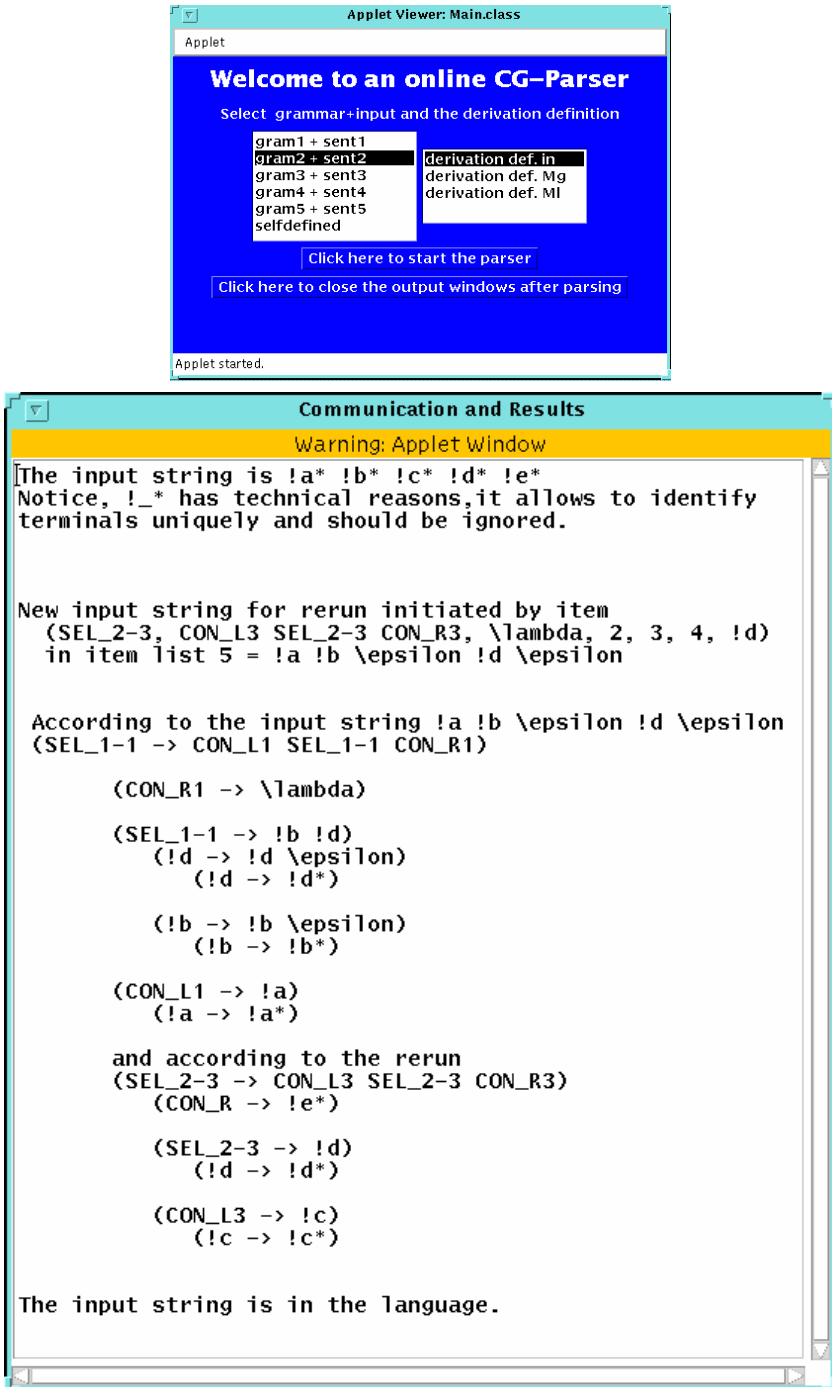 Applet Viewer: Main.class
Applet
Welcome to an online CG-Parser
Select grammar+input and the derivation definition
gram1 + sent1
gram2 + sent2
gram3 + sent3
gram4 + sent4
gram5 + sent5
selfdefined
derivation def. in
derivation def. Mg
derivation def. Ml
Click here to start the parser
Click here to close the output windows after parsing
Applet started.
Communication and Results
Warning: Applet Window
The input string is !a* !b* !c* !d* !e*
Notice, !_* has technical reasons,it allows to identify
terminals uniquely and should be ignored.
New input string for rerun initiated by item
(SEL_2-3, CON_L3 SEL_2-3 CON_R3, \lambda, 2, 3, 4, !d)
in item list 5 = !a !b \epsilon !d \epsilon
According to the input string !a !b \epsilon !d \epsilon
(SEL_1-1 -> CON_L1 SEL_1-1 CON_R1)
(CON_R1 -> \lambda)
(SEL_1-1 -> !b !d)
(!d -> !d \epsilon)
(!d -> !d*)
(!b -> !b \epsilon)
(!b -> !b*)
(CON_L1 -> !a)
(!a -> !a*)
and according to the rerun
(SEL_2-3 -> CON_L3 SEL_2-3 CON_R3)
(CON_R -> !e*)
(SEL_2-3 -> !d)
(!d -> !d*)
(CON_L3 -> !c)
(!c -> !c*)
The input string is in the language.